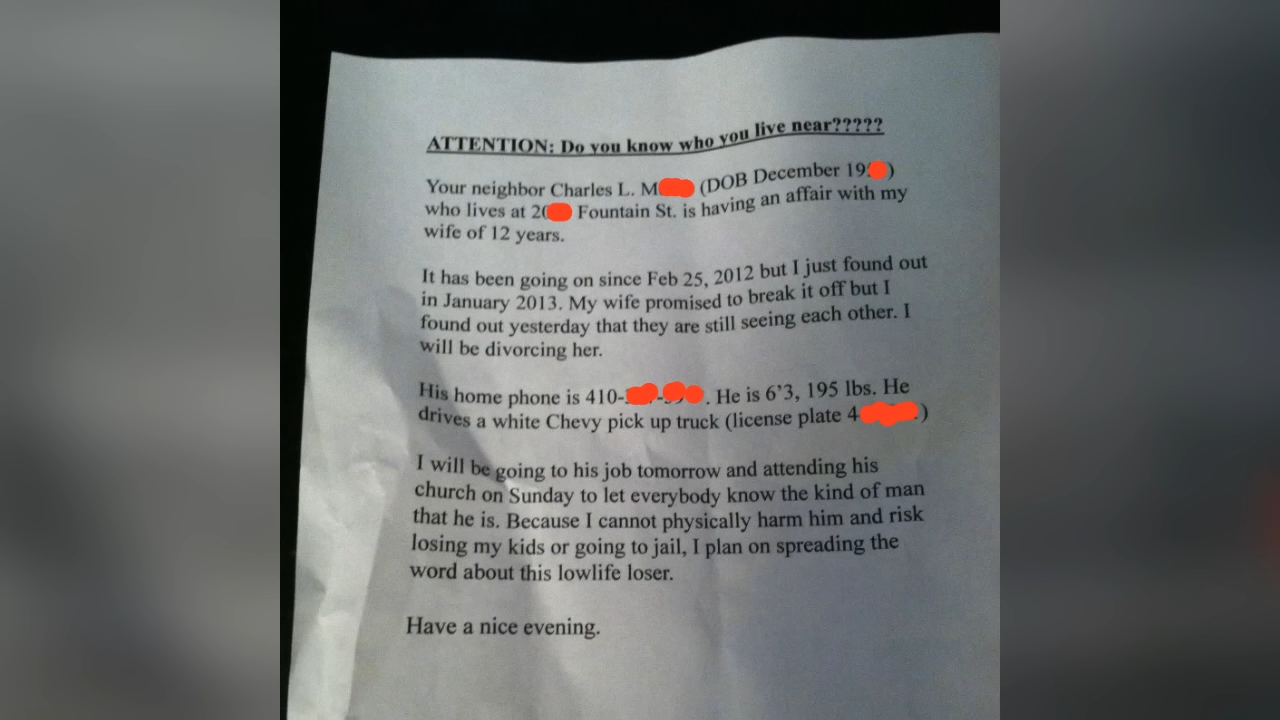 ATTENTION: Do you know who you live near?????
Your neighbor Charles L. M (DOB December 19 )
who lives at 2 Fountain St. is having an affair with my
wife of 12 years.
It has been going on since Feb 25, 2012 but I just found out
in January 2013. My wife promised to break it off but I
found out yesterday that they are still seeing each other. I
will be divorcing her.
His home phone is 410- - . He is 6'3, 195 lbs. He
drives a white Chevy pick up truck (license plate 4 )
I will be going to his job tomorrow and attending his
church on Sunday to let everybody know the kind of man
that he is. Because I cannot physically harm him and risk
losing my kids or going to jail, I plan on spreading the
word about this lowlife loser.
Have a nice evening.